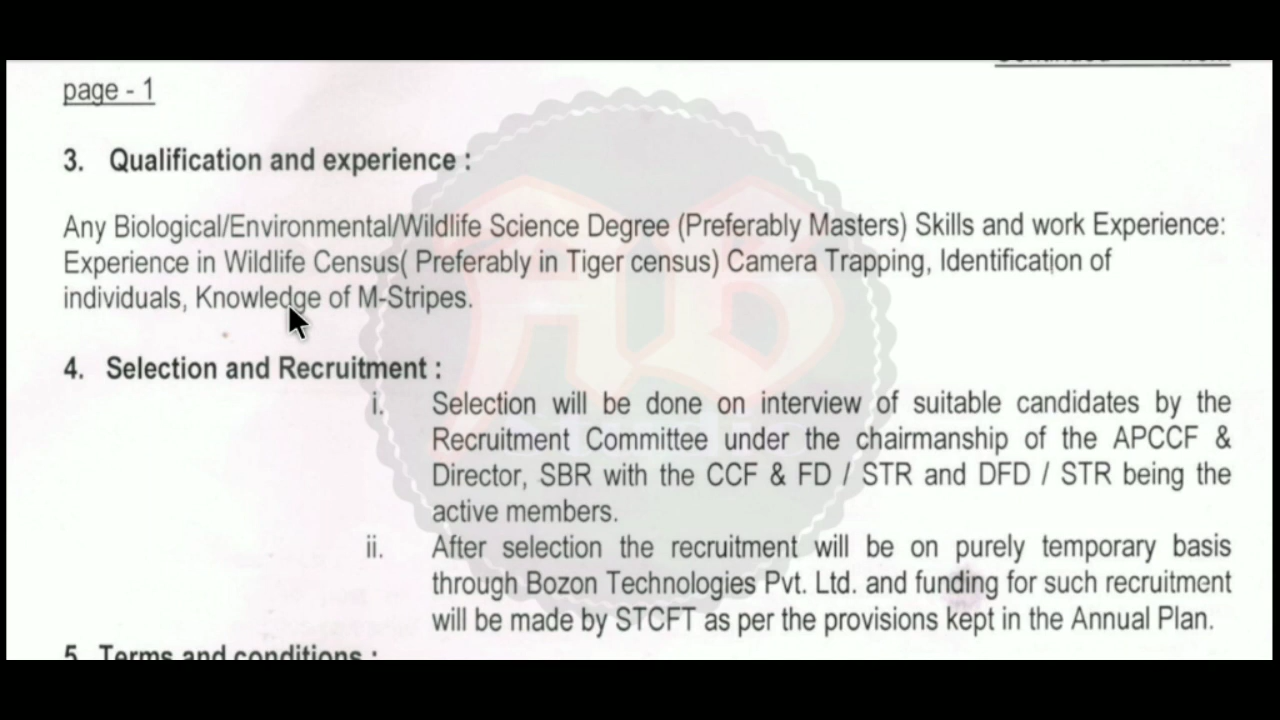 page - 1
3. Qualification and experience :
Any Biological/Environmental/Wildlife Science Degree (Preferably Masters) Skills and work Experience:
Experience in Wildlife Census( Preferably in Tiger census) Camera Trapping, Identification of
individuals, Knowledge of M-Stripes.
4. Selection and Recruitment :
i. Selection will be done on interview of suitable candidates by the
Recruitment Committee under the chairmanship of the APCCF &
Director, SBR with the CCF & FD / STR and DFD / STR being the
active members.
ii. After selection the recruitment will be on purely temporary basis
through Bozon Technologies Pvt. Ltd. and funding for such recruitment
will be made by STCFT as per the provisions kept in the Annual Plan.
5. Terms and conditions :